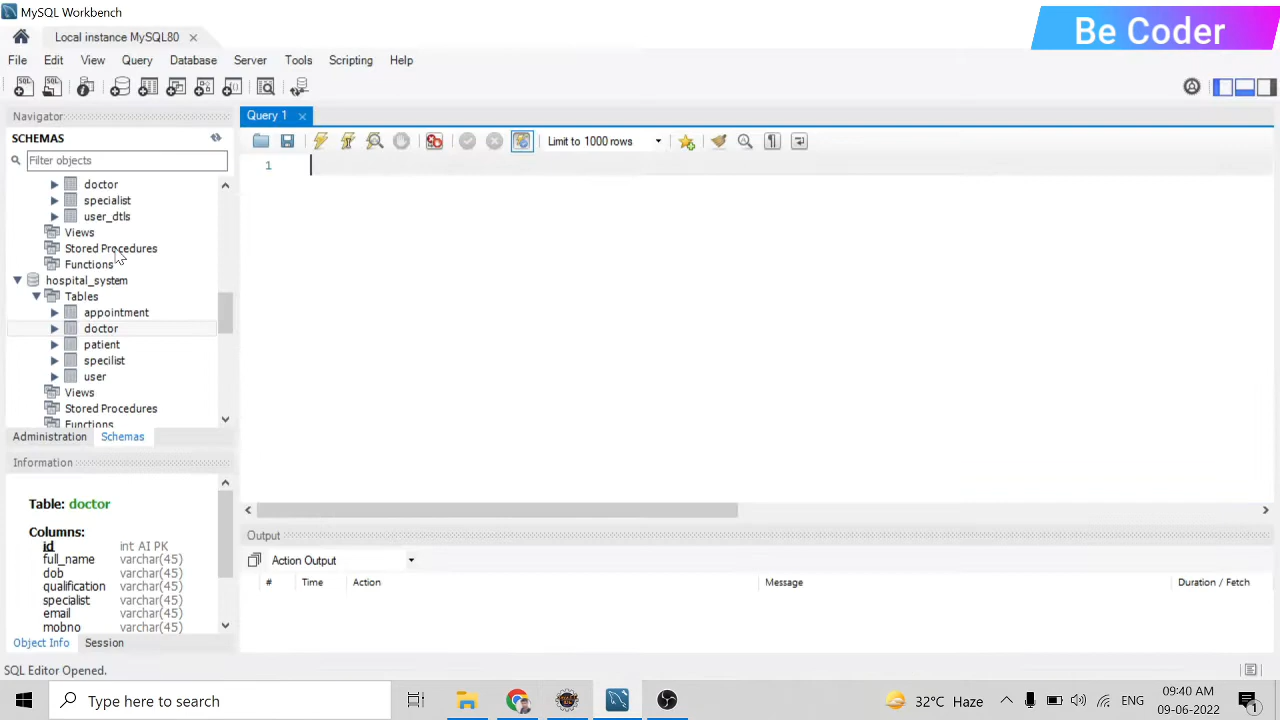 MySQL Workbench
Be Coder
Local instance MySQL80
File Edit View Query Database Server Tools Scripting Help
Navigator
SCHEMAS
Filter objects
doctor
specialist
user_dtls
Views
Stored Procedures
Functions
hospital_system
Tables
appointment
doctor
patient
specilist
user
Views
Stored Procedures
Functions
Administration Schemas
Information
Table: doctor
Columns:
id int AI PK
full_name varchar(45)
dob varchar(45)
qualification varchar(45)
specialist varchar(45)
email varchar(45)
mobno varchar(45)
Object Info Session
Query 1
Limit to 1000 rows
1
Output
Action Output
# Time Action Message Duration / Fetch
SQL Editor Opened.
Type here to search
32°C Haze
ENG
09:40 AM
09-06-2022
1